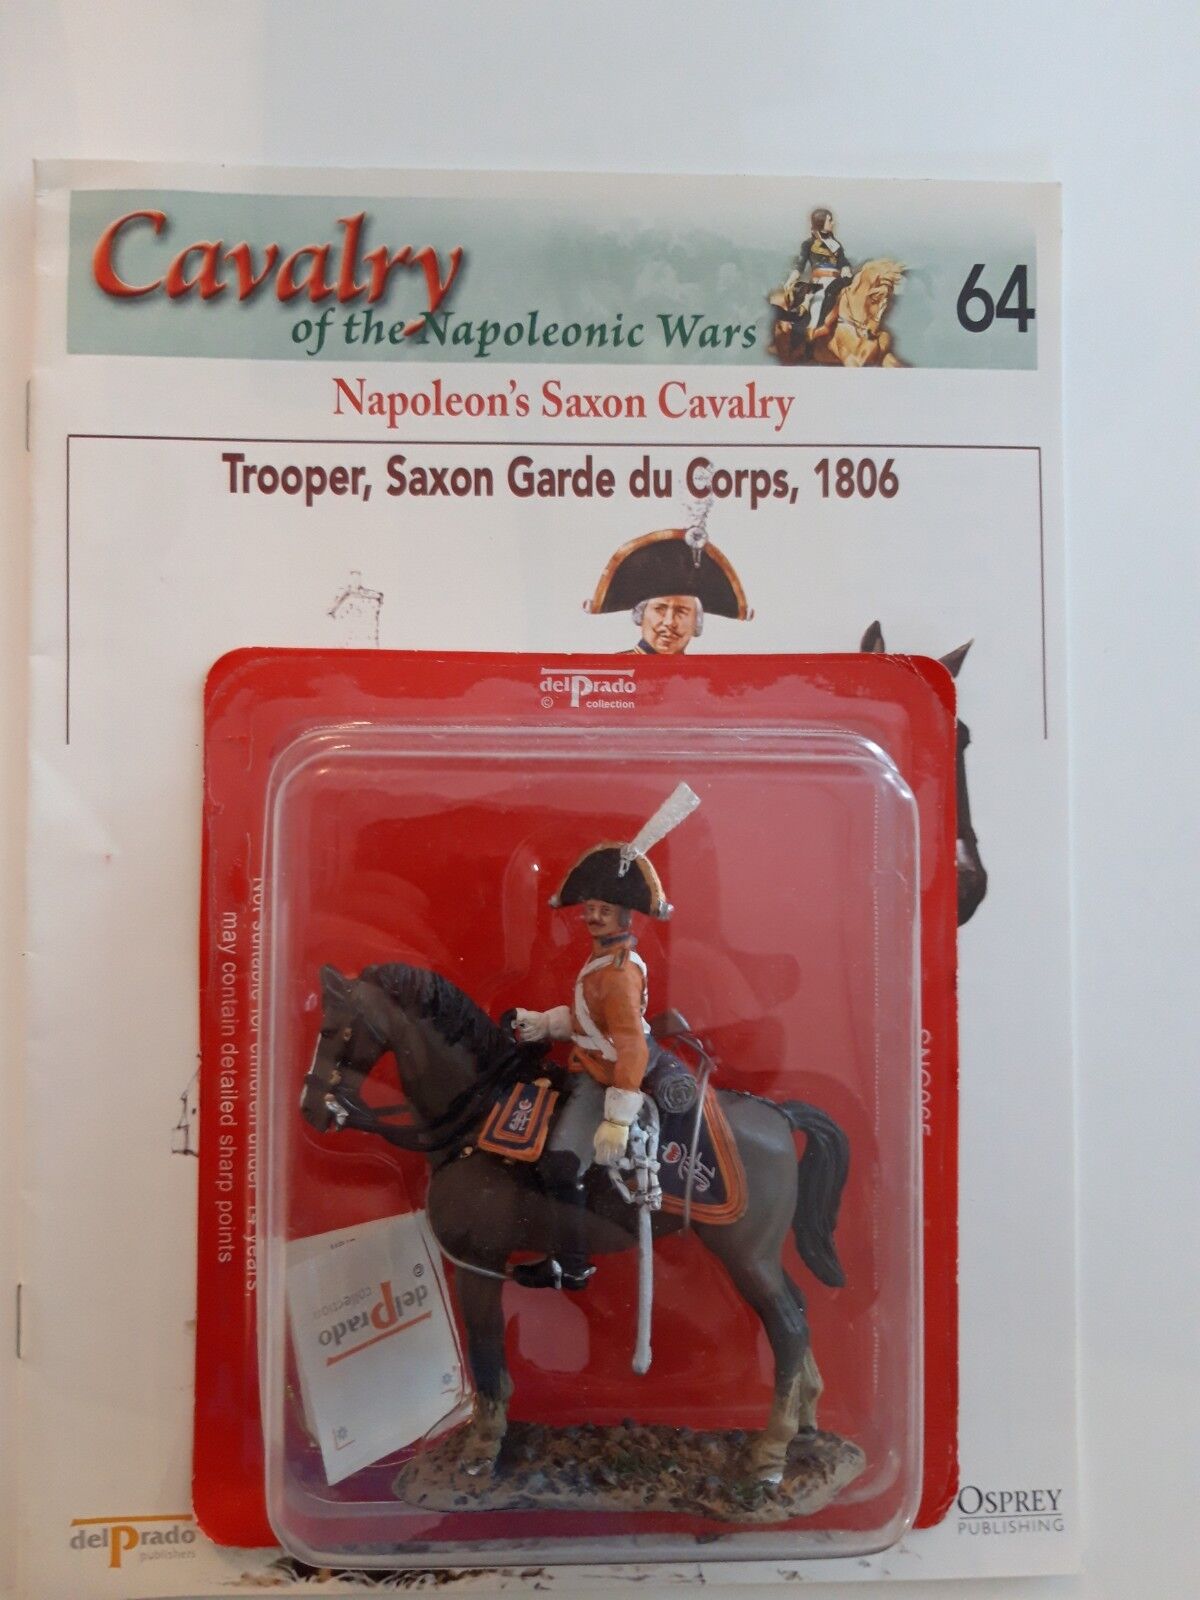 Cavalry
of the Napoleonic Wars
64
Napoleon's Saxon Cavalry
Trooper, Saxon Garde du Corps, 1806
delPrado
© collection
may contain detailed sharp points
delPrado
collection
©
delPrado
publishers
OSPREY
PUBLISHING